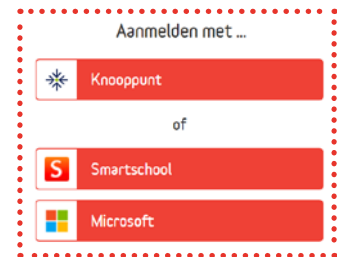 Aanmelden met ...
Knooppunt
of
S Smartschool
Microsoft